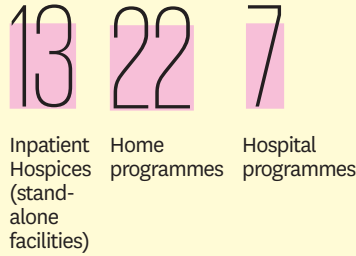 13
Inpatient
Hospices
(stand-
alone
facilities)
22
Home
programmes
7
Hospital
programmes